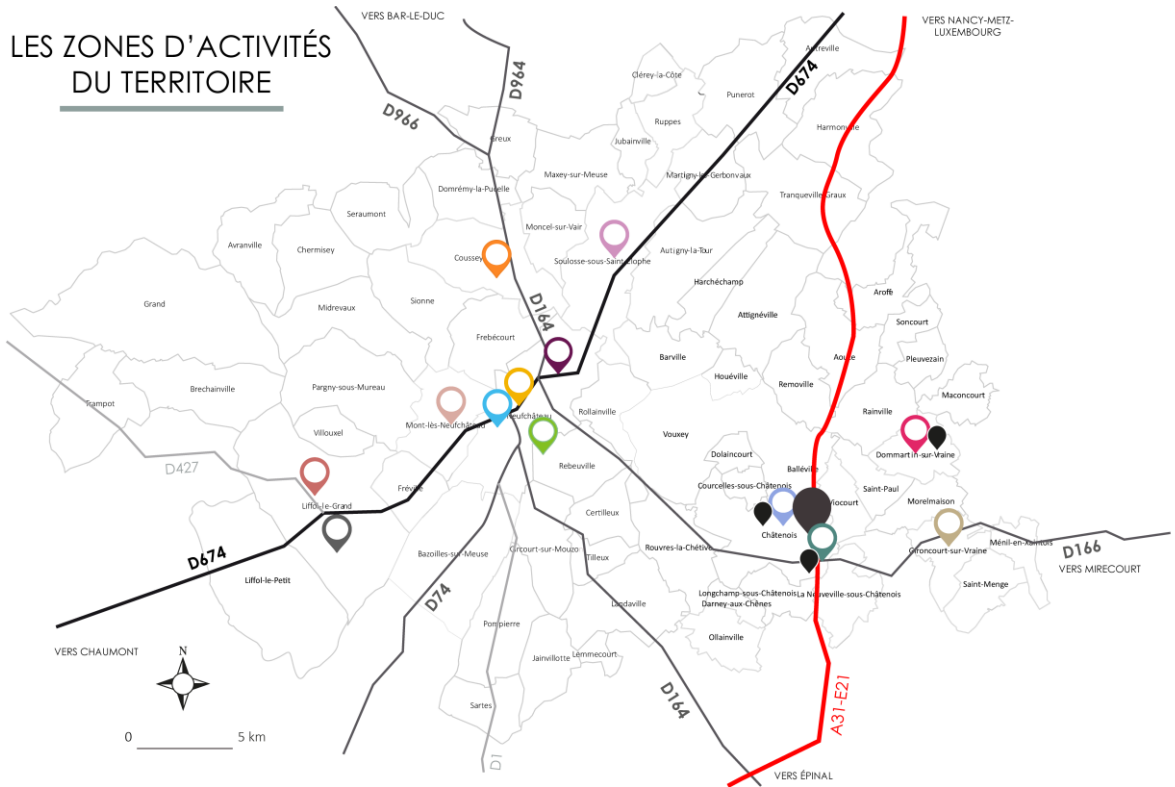 LES ZONES D'ACTIVITÉS
DU TERRITOIRE
VERS BAR-LE-DUC
VERS NANCY-METZ-
LUXEMBOURG
D964
D966
D674
Autreville
Clérey-la-Côte
Punerot
Ruppes
Harmonville
Greux
Jubainville
Maxey-sur-Meuse
Martigny-les-Gerbonvaux
Domrémy-la-Pucelle
Tranqueville-Graux
Seraumont
Moncel-sur-Vair
Avranville
Chermisey
Coussey
Soulosse-sous-Saint-Elophe
Autigny-la-Tour
Harchéchamp
Aroffe
Grand
Midrevaux
Sionne
D164
Attignéville
Soncourt
Frebécourt
Barville
Aouze
Pleuvezain
Houéville
Removille
Brechainville
Pargny-sous-Mureau
Maconcourt
Trampot
Rollainville
Rainville
Neufchâteau
Mont-lès-Neufchâteau
Villouxel
Vouxey
Dolaincourt
Dommartin-sur-Vraine
D427
Rebeuville
Balléville
Courcelles-sous-Châtenois
Saint-Paul
Fréville
Morelmaison
Viocourt
Liffol-le-Grand
Certilleux
Châtenois
Ménil-en-Xaintois
Bazoilles-sur-Meuse
Circourt-sur-Mouzon
Rouvres-la-Chétive
Gironcourt-sur-Vraine
D166
D674
Tilleux
VERS MIRECOURT
Liffol-le-Petit
Saint-Menge
D74
Longchamp-sous-Châtenois
La Neuveville-sous-Châtenois
Landaville
Darney-aux-Chênes
Pompierre
Ollainville
VERS CHAUMONT
N
Jainvillotte
Lemmecourt
Sartes
D164
A31-E21
0
5 km
D1
VERS ÉPINAL